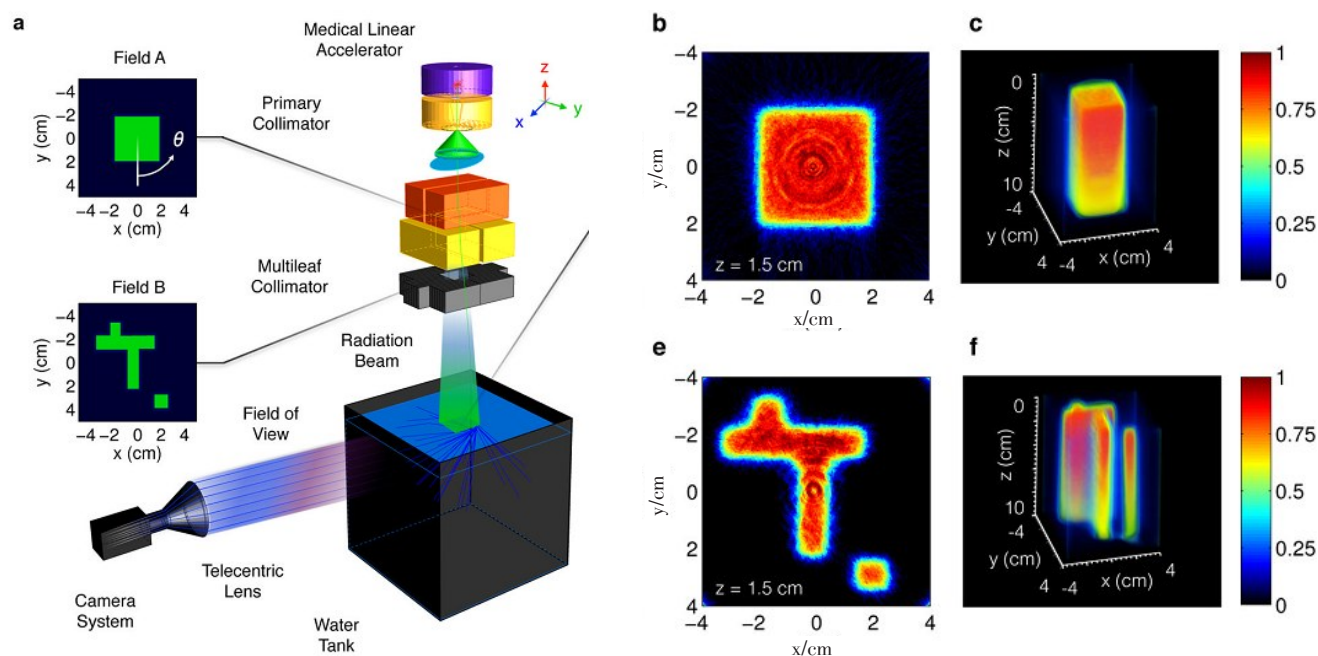 a
Medical Linear
Accelerator
Field A
−4
−2
0
2
4
y (cm)
θ
−4 −2 0 2 4
x (cm)
Primary
Collimator
z
y
x
Field B
−4
−2
0
2
4
y (cm)
−4 −2 0 2 4
x (cm)
Multileaf
Collimator
Radiation
Beam
Field of
View
Telecentric
Lens
Camera
System
Water
Tank
b
−4
−2
0
2
4
y/cm
z = 1.5 cm
−4 −2 0 2 4
x/cm
c
0
z (cm)
10
−4
y (cm)
4
−4
x (cm)
4
1
0.75
0.5
0.25
0
e
−4
−2
0
2
4
y/cm
z = 1.5 cm
−4 −2 0 2 4
x/cm
f
0
z (cm)
10
−4
y (cm)
4
−4
x (cm)
4
1
0.75
0.5
0.25
0